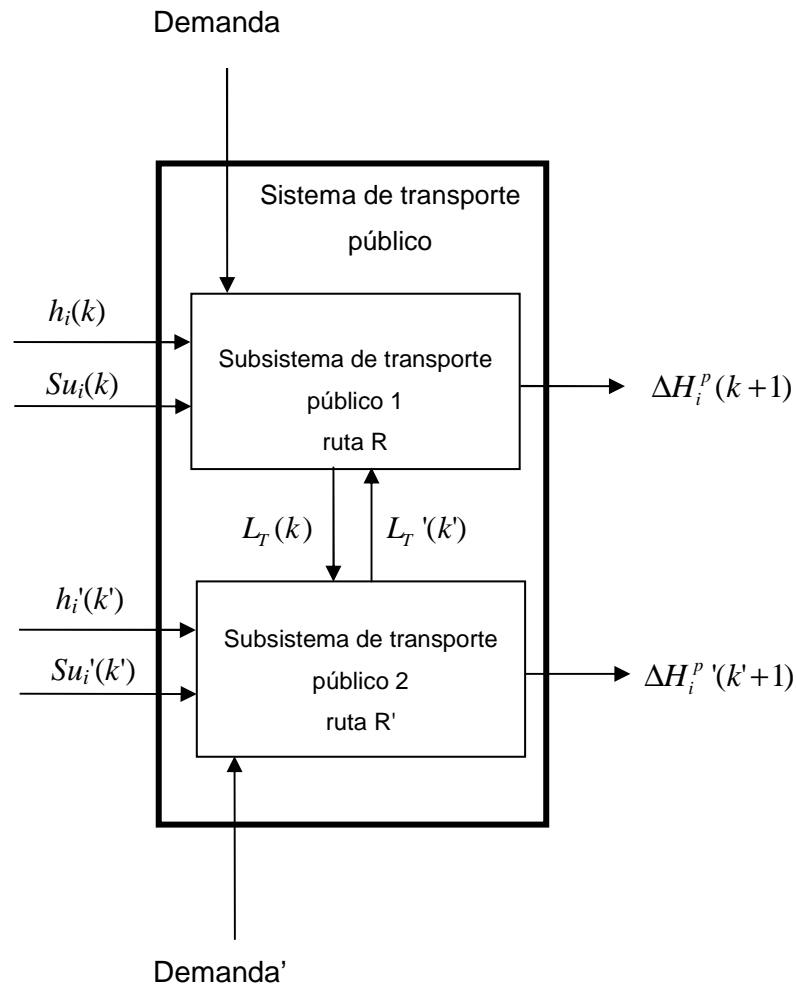 Demanda
Sistema de transporte
público
h_i(k)
Su_i(k)
Subsistema de transporte
público 1
ruta R
ΔH_i^p(k+1)
L_T(k)
L_T'(k')
h_i'(k')
Su_i'(k')
Subsistema de transporte
público 2
ruta R'
ΔH_i^p'(k'+1)
Demanda’